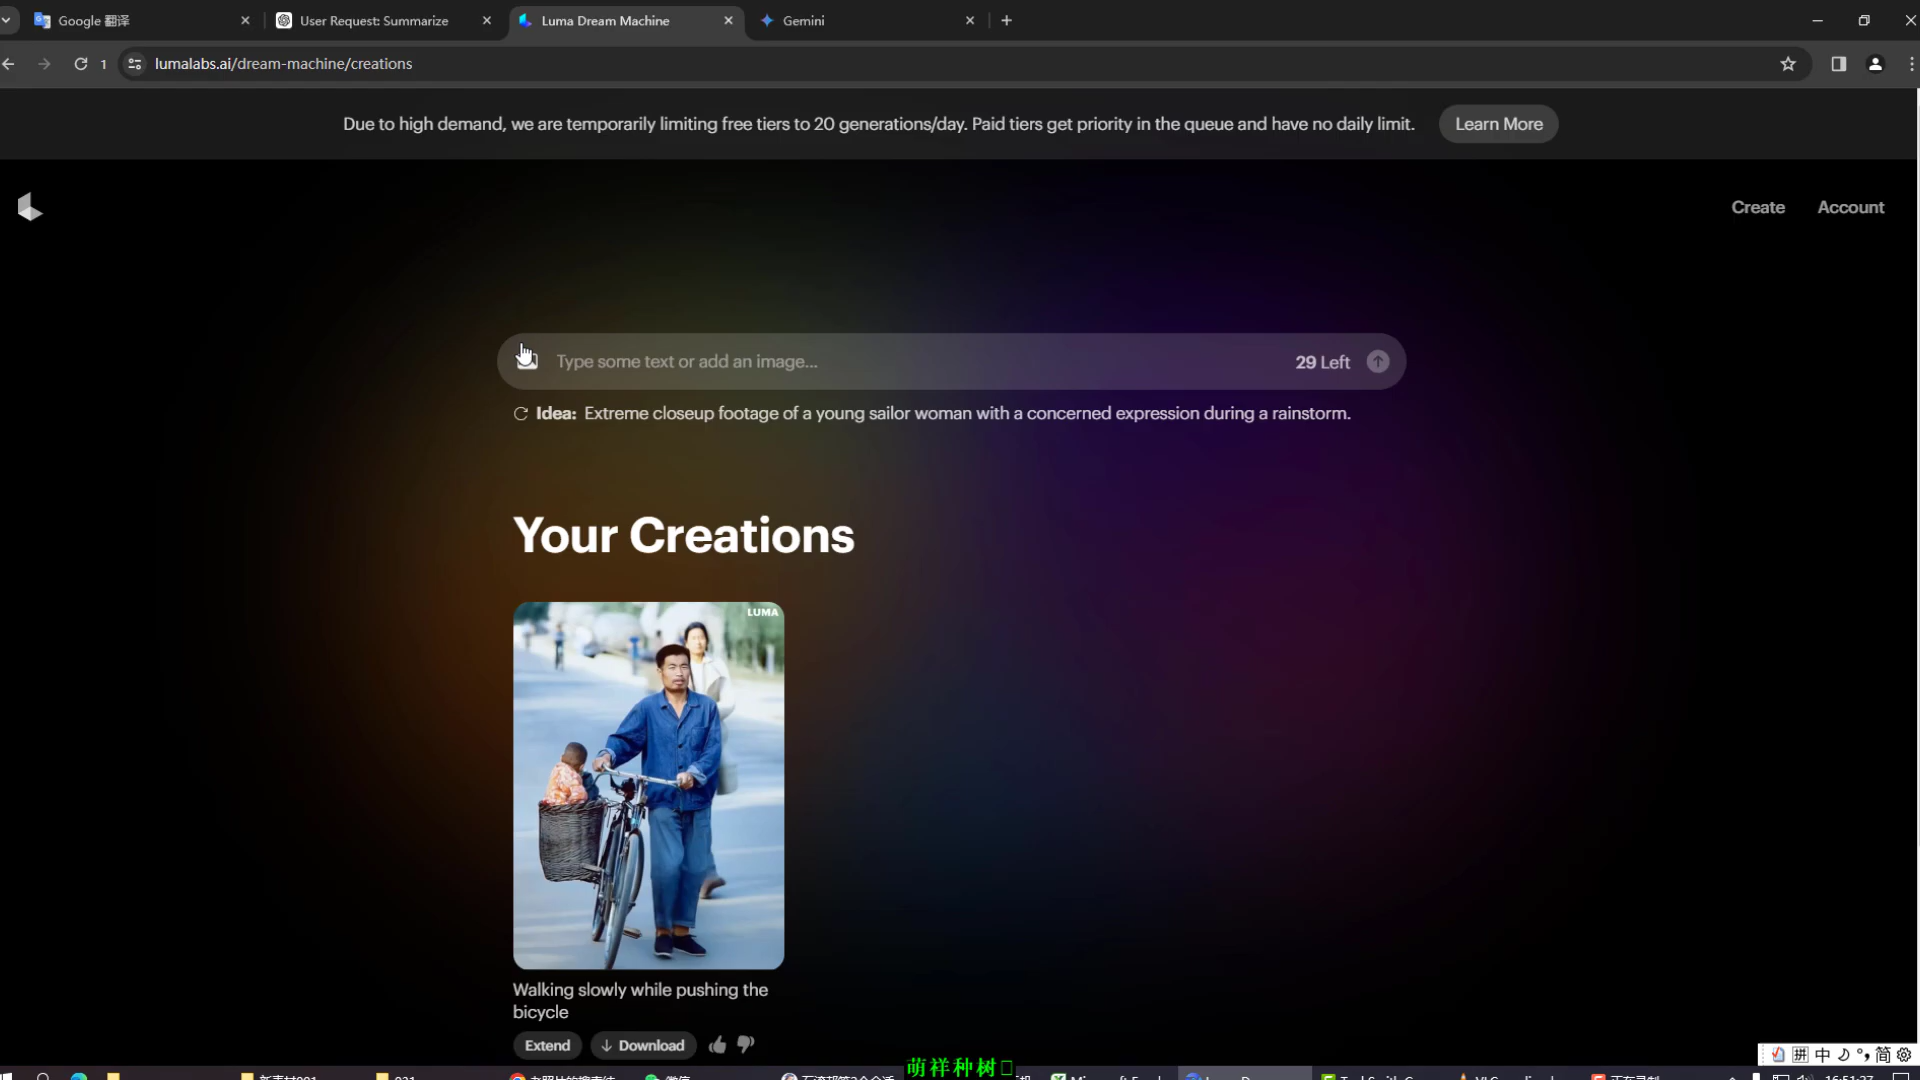 Google 翻译
User Request: Summarize
Luma Dream Machine
Gemini
1
lumalabs.ai/dream-machine/creations
Due to high demand, we are temporarily limiting free tiers to 20 generations/day. Paid tiers get priority in the queue and have no daily limit.
Learn More
Create
Account
Type some text or add an image...
29 Left
Idea: Extreme closeup footage of a young sailor woman with a concerned expression during a rainstorm.
Your Creations
LUMA
Walking slowly while pushing the
bicycle
Extend
Download
拼 中 简
萌祥种树